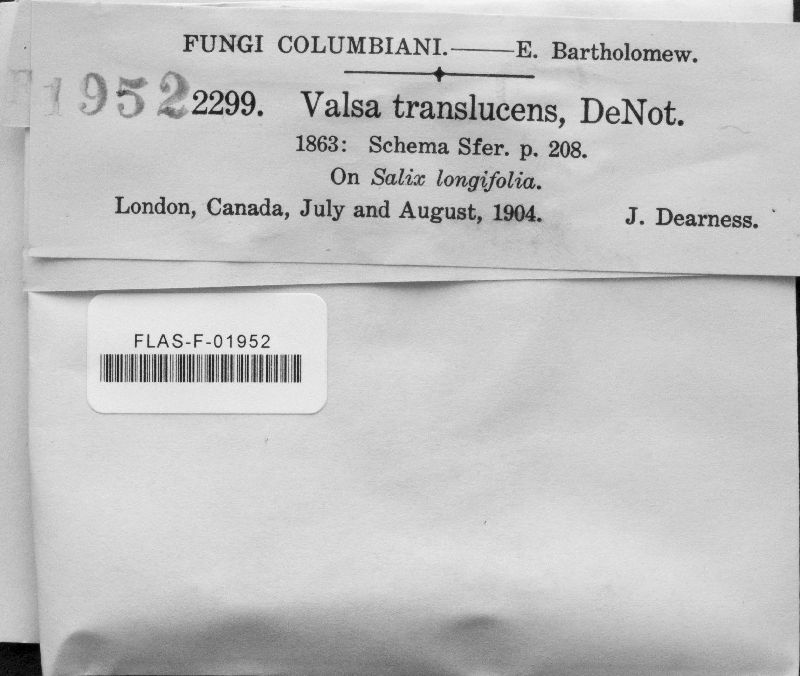 FUNGI COLUMBIANI.——E. Bartholomew.
1952 2299. Valsa translucens, DeNot.
1863: Schema Sfer. p. 208.
On Salix longifolia.
London, Canada, July and August, 1904. J. Dearness.
FLAS-F-01952